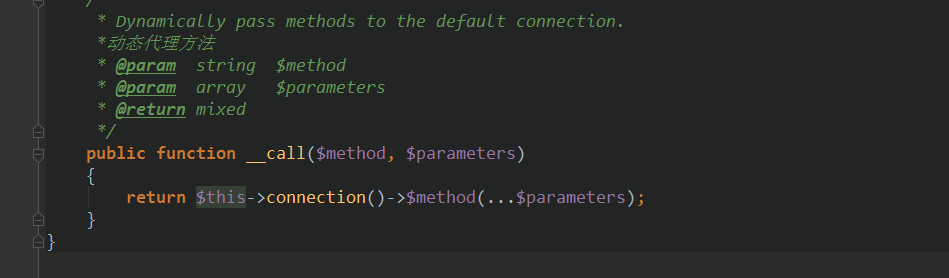 /
* Dynamically pass methods to the default connection.
*动态代理方法
* @param  string  $method
* @param  array   $parameters
* @return mixed
*/
public function __call($method, $parameters)
{
return $this->connection()->$method(...$parameters);
}
}